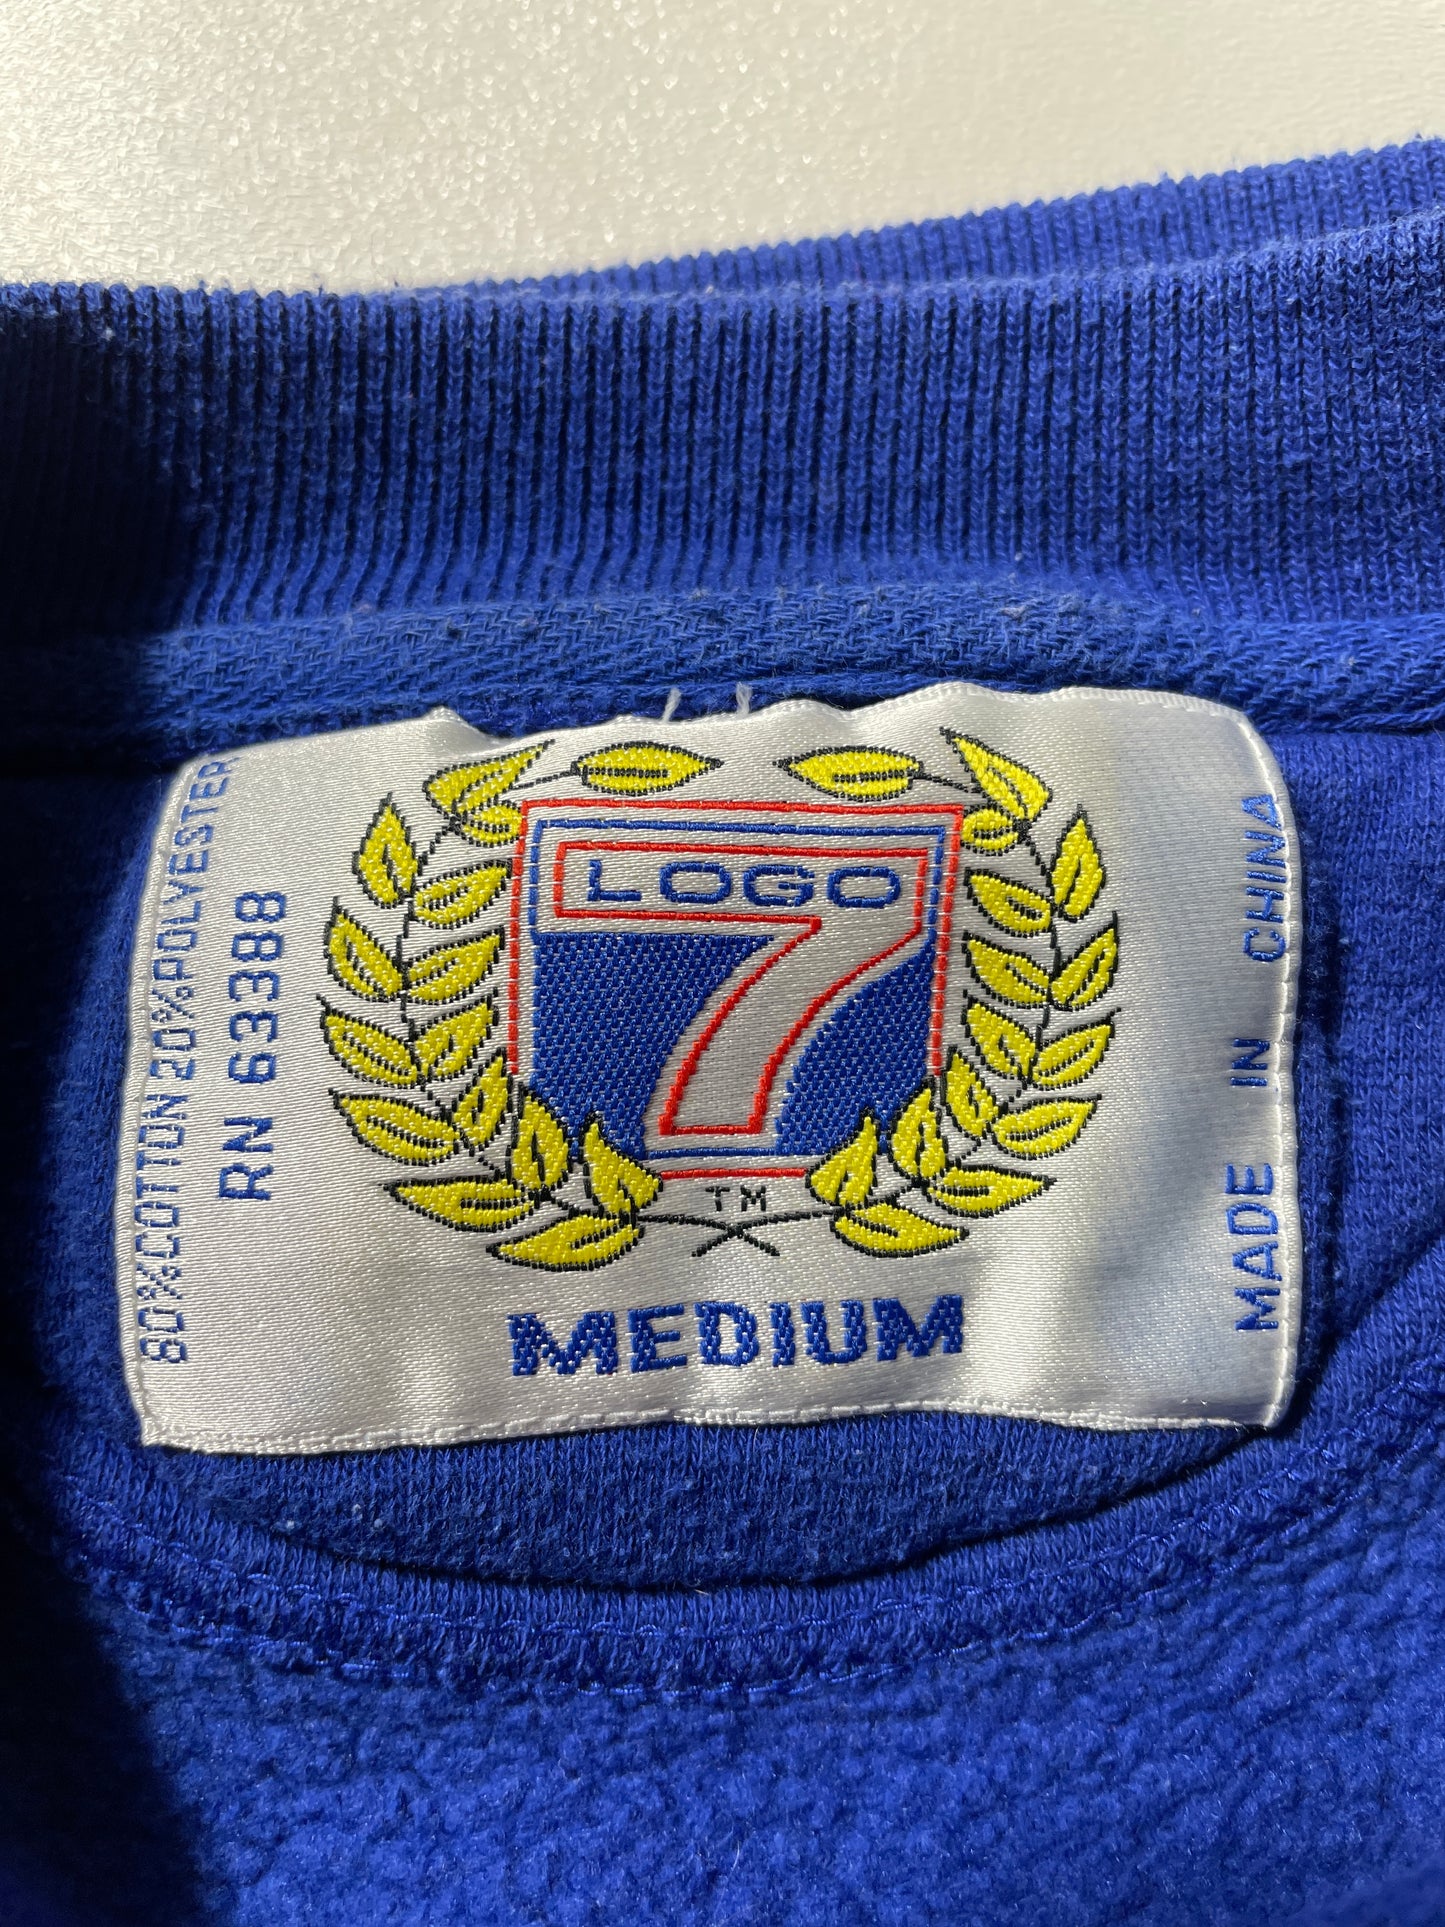 80%COTTON 20%POLYESTER
RN 63388
LOGO
7
TM
MEDIUM
MADE IN CHINA